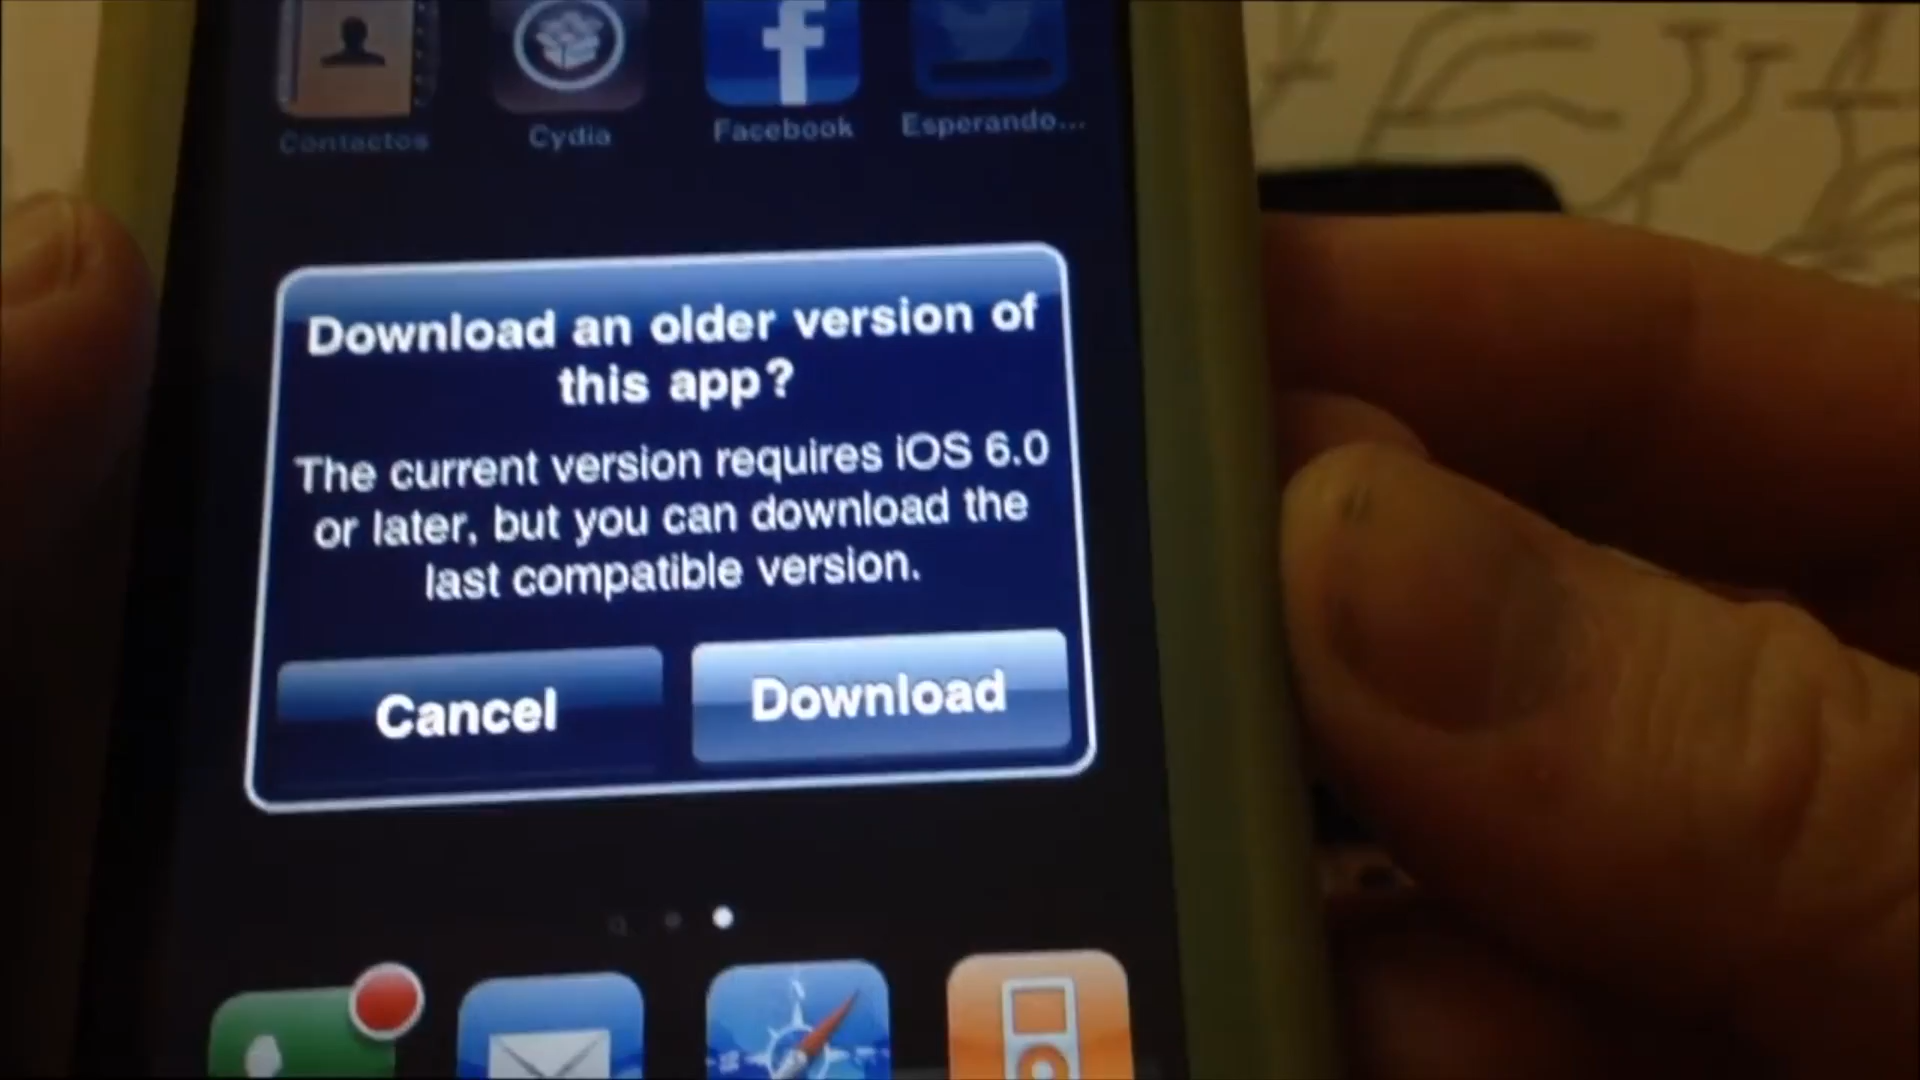 Contactos Cydia Facebook Esperando...
Download an older version of
this app?
The current version requires iOS 6.0
or later, but you can download the
last compatible version.
Cancel Download